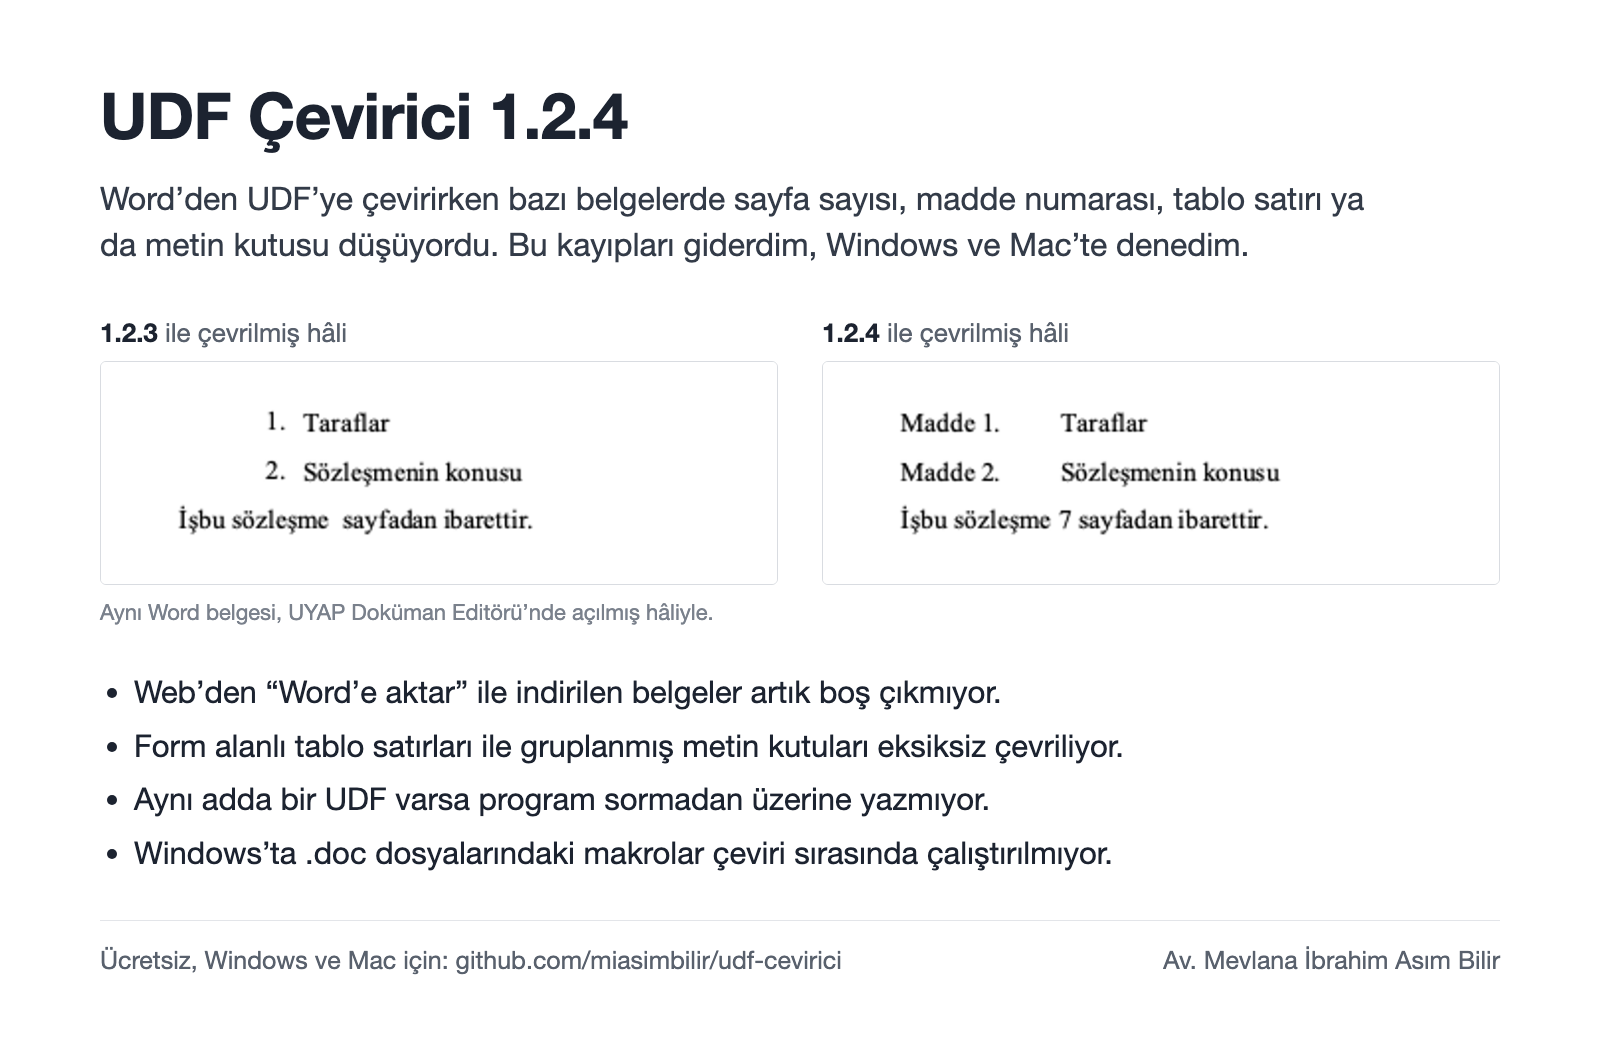 UDF Çevirici 1.2.4
Word’den UDF’ye çevirirken bazı belgelerde sayfa sayısı, madde numarası, tablo satırı ya
da metin kutusu düşüyordu. Bu kayıpları giderdim, Windows ve Mac’te denedim.
1.2.3 ile çevrilmiş hâli
1. Taraflar
2. Sözleşmenin konusu
İşbu sözleşme sayfadan ibarettir.
1.2.4 ile çevrilmiş hâli
Madde 1. Taraflar
Madde 2. Sözleşmenin konusu
İşbu sözleşme 7 sayfadan ibarettir.
Aynı Word belgesi, UYAP Doküman Editörü’nde açılmış hâliyle.
• Web’den “Word’e aktar” ile indirilen belgeler artık boş çıkmıyor.
• Form alanlı tablo satırları ile gruplanmış metin kutuları eksiksiz çevriliyor.
• Aynı adda bir UDF varsa program sormadan üzerine yazmıyor.
• Windows’ta .doc dosyalarındaki makrolar çeviri sırasında çalıştırılmıyor.
Ücretsiz, Windows ve Mac için: github.com/miasimbilir/udf-cevirici
Av. Mevlana İbrahim Asım Bilir